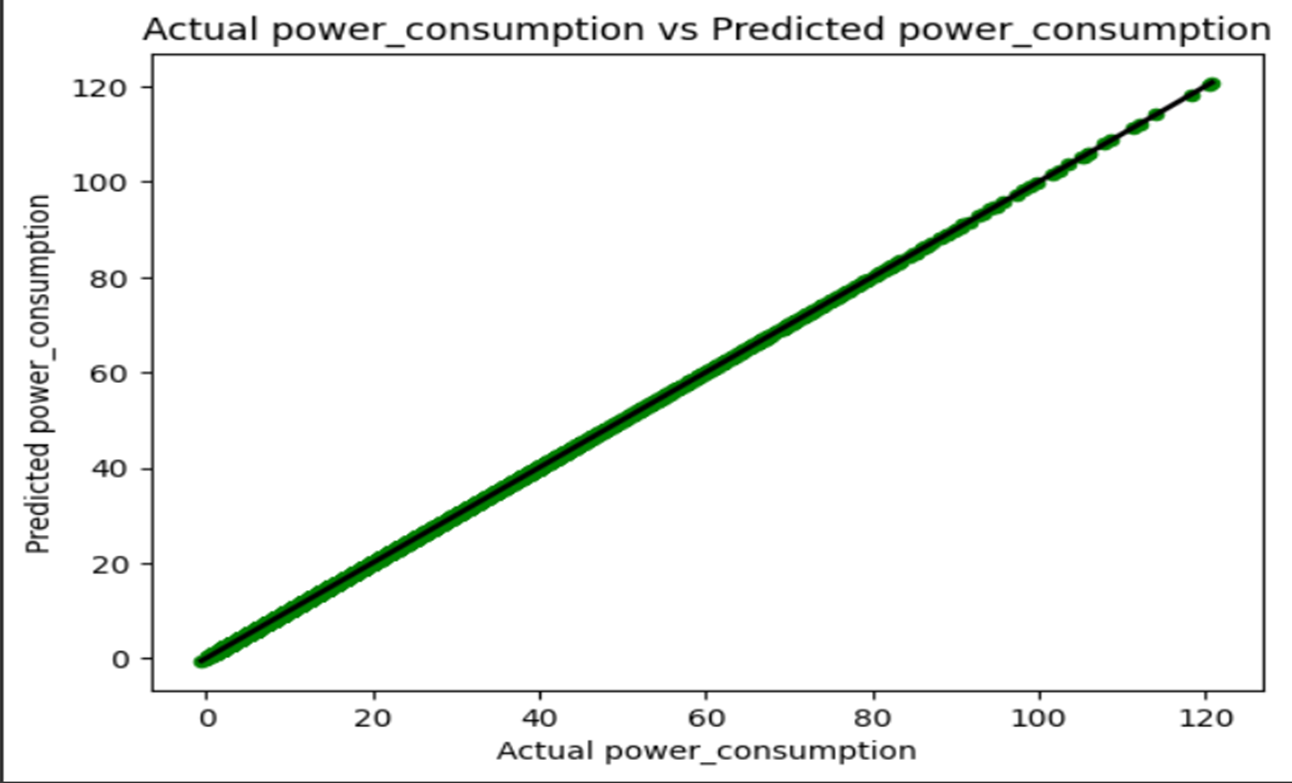 Actual power_consumption vs Predicted power_consumption
120
100
80
60
40
20
0
Predicted power_consumption
0 20 40 60 80 100 120
Actual power_consumption